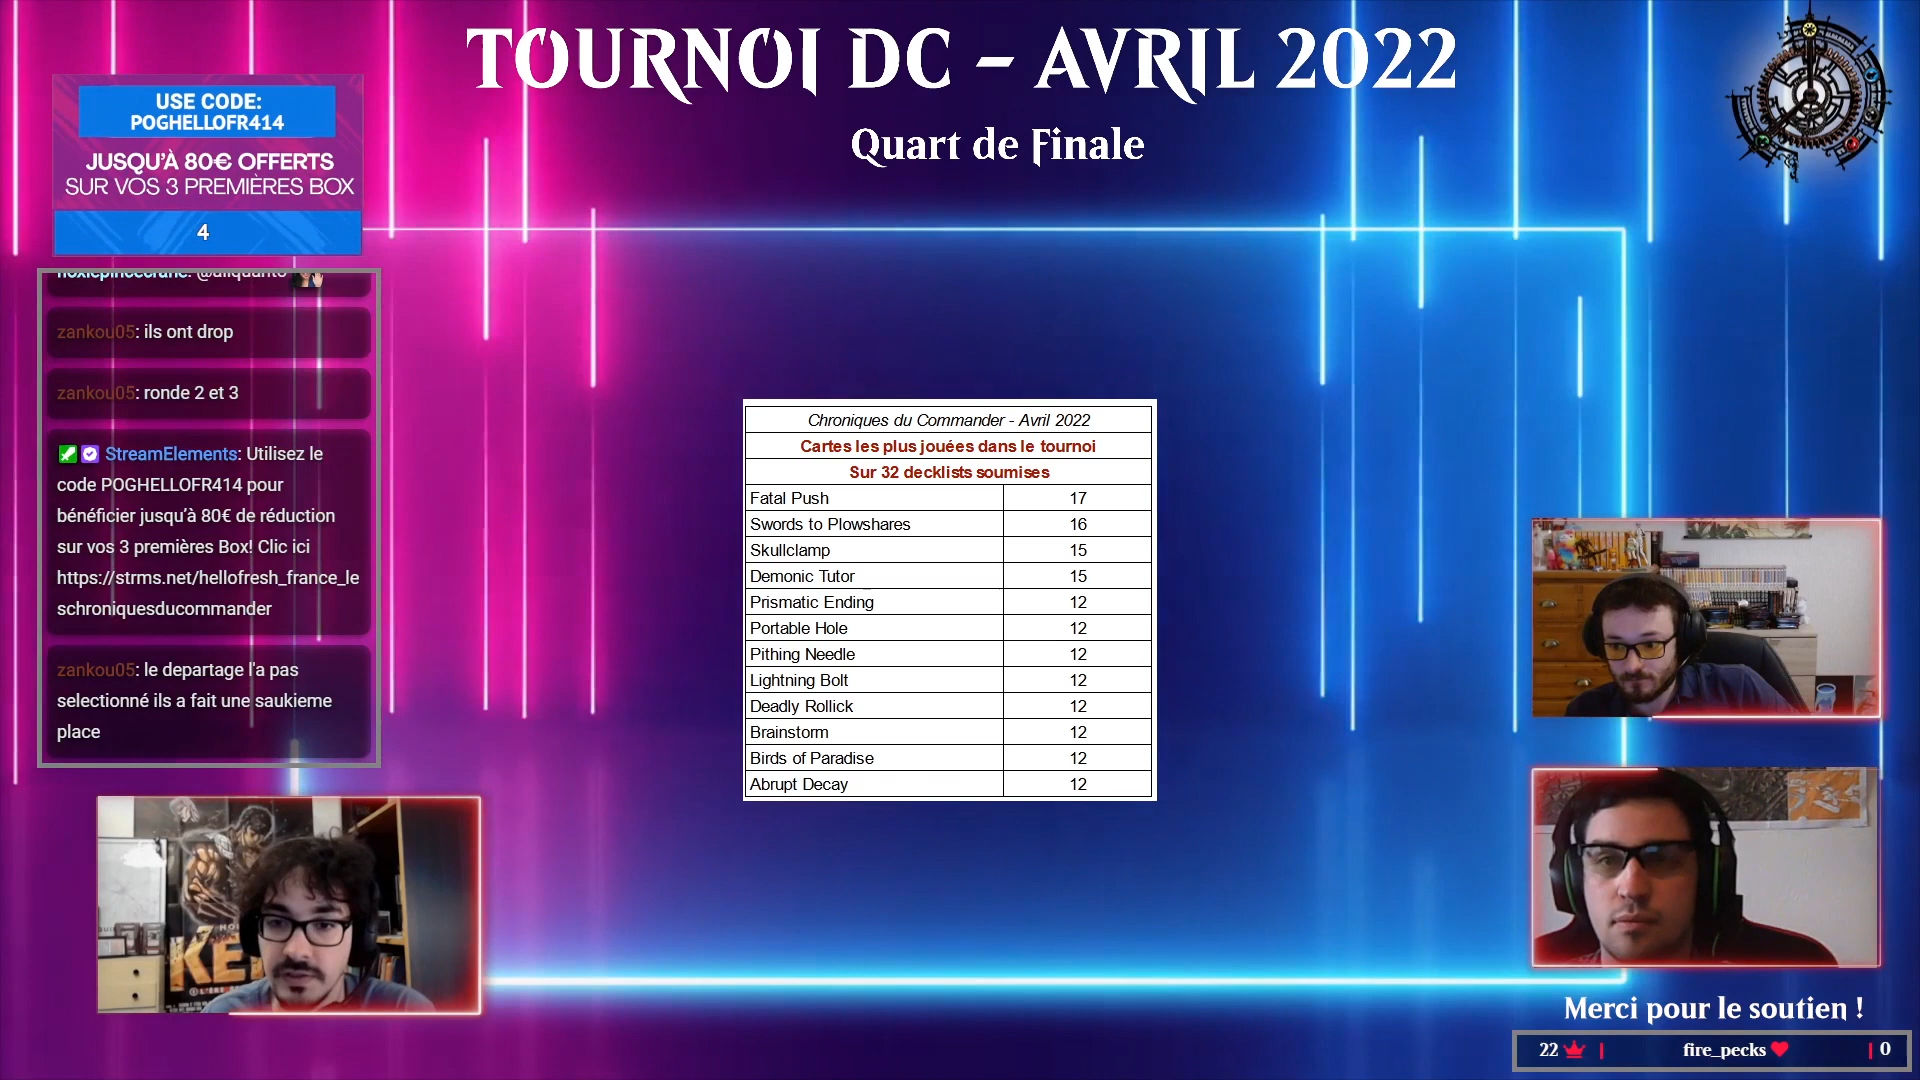 TOURNOI DC - AVRIL 2022
Quart de Finale
USE CODE:
POGHELLOFR414
JUSQU'À 80€ OFFERTS
SUR VOS 3 PREMIÈRES BOX
4
zankou05: ils ont drop
zankou05: ronde 2 et 3
StreamElements: Utilisez le
code POGHELLOFR414 pour
bénéficier jusqu'à 80€ de réduction
sur vos 3 premières Box! Clic ici
https://strms.net/hellofresh_france_le
schroniquesducommander
zankou05: le departage l'a pas
selectionné ils a fait une saukieme
place
Chroniques du Commander - Avril 2022
Cartes les plus jouées dans le tournoi
Sur 32 decklists soumises
Fatal Push 17
Swords to Plowshares 16
Skullclamp 15
Demonic Tutor 15
Prismatic Ending 12
Portable Hole 12
Pithing Needle 12
Lightning Bolt 12
Deadly Rollick 12
Brainstorm 12
Birds of Paradise 12
Abrupt Decay 12
KE
Merci pour le soutien !
22 | fire_pecks | 0